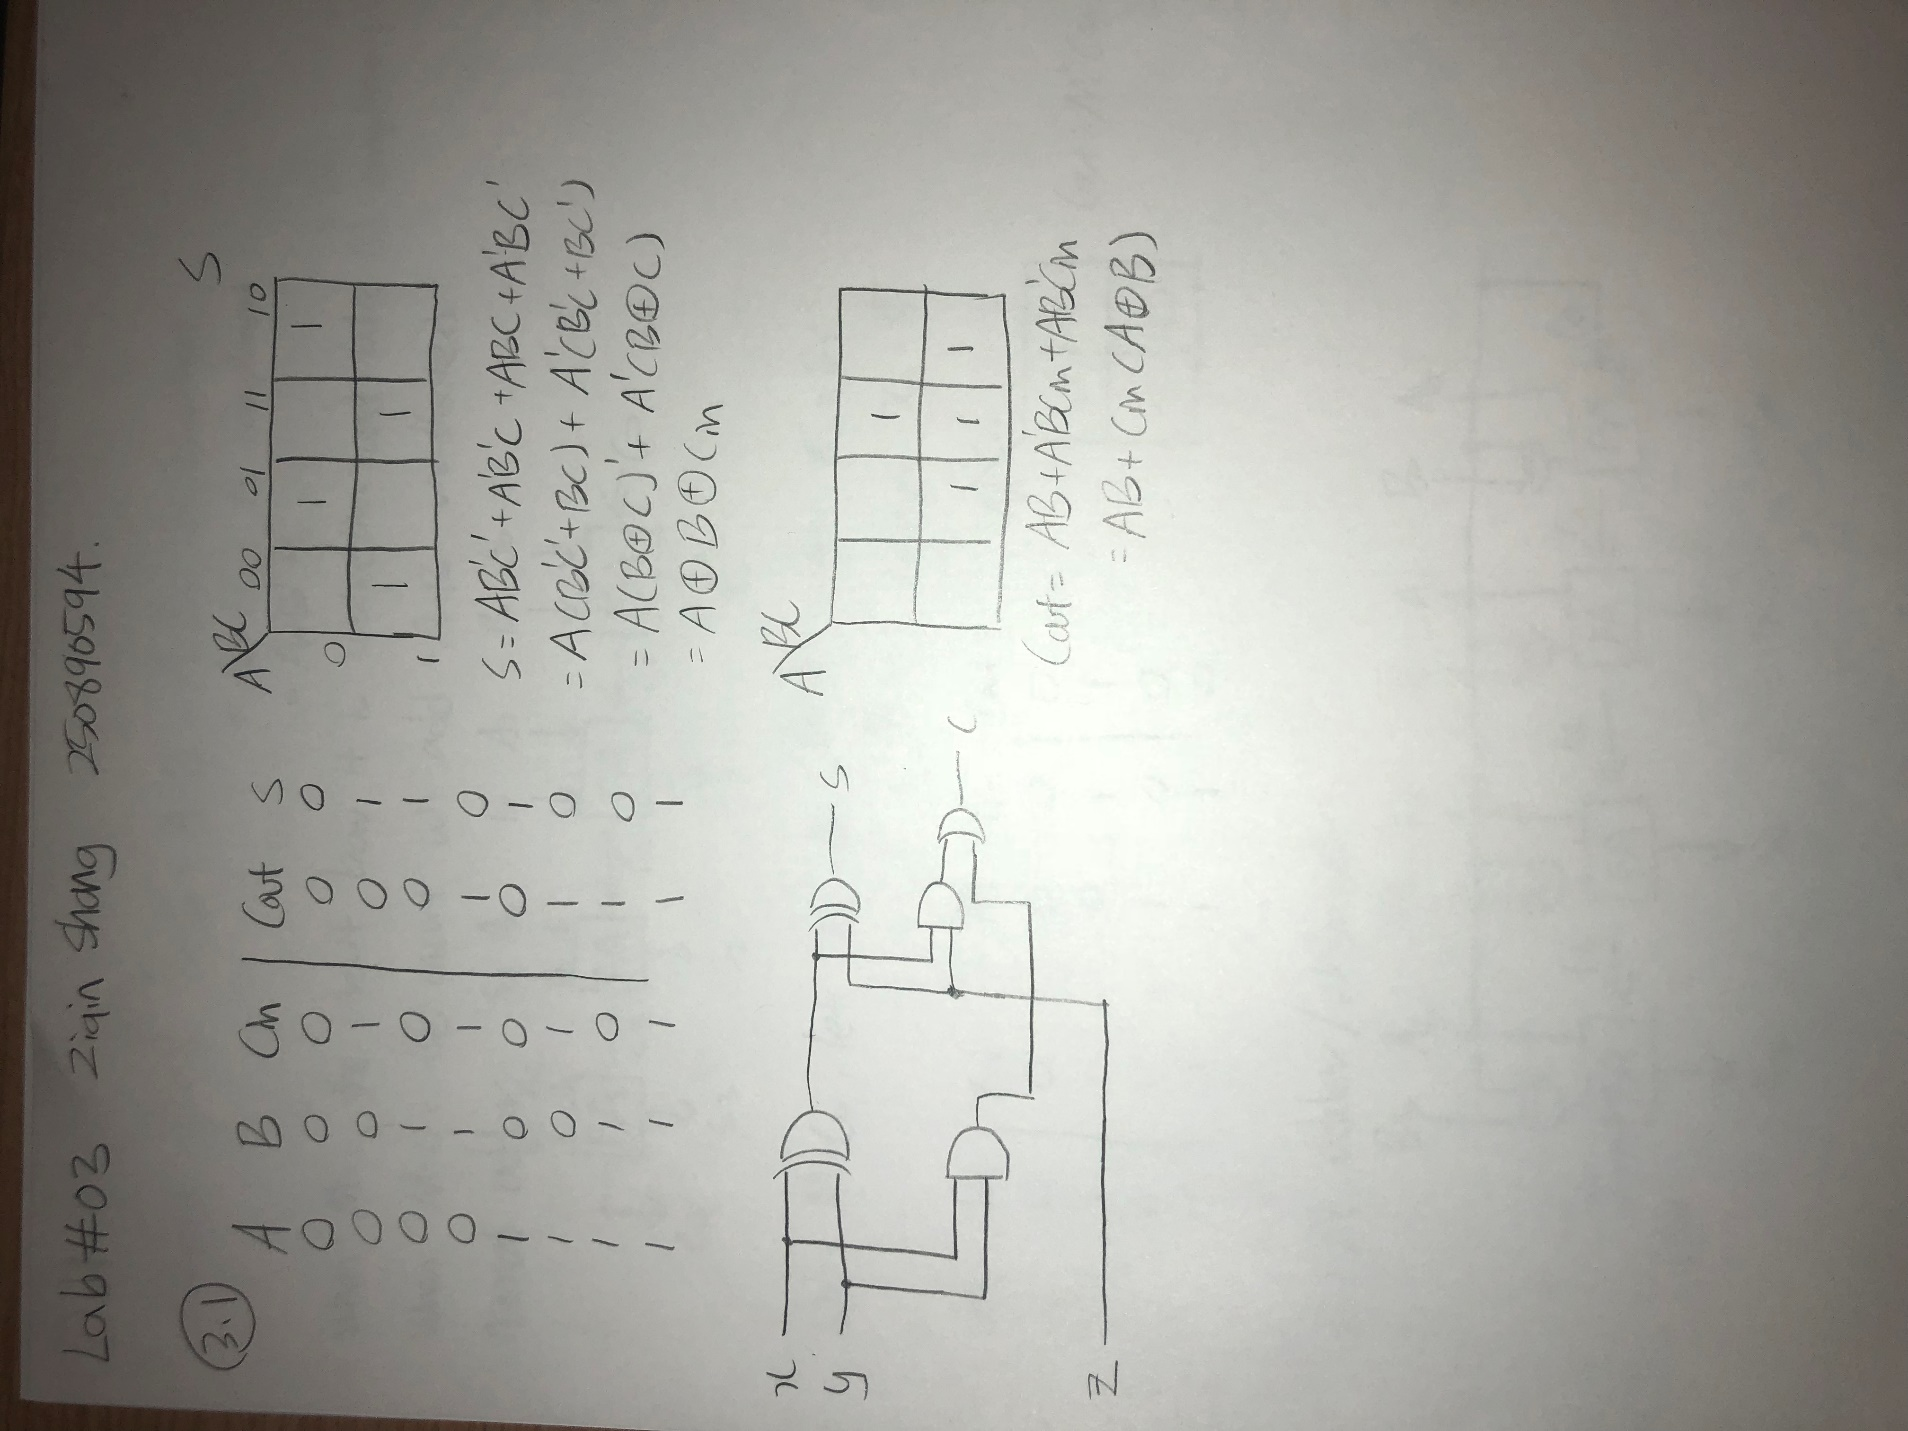 Lab #03 Ziqin Shang 250890594.
3.1
A B Cin Cout S
0 0 0 0 0
0 0 1 0 1
0 1 0 0 1
0 1 1 1 0
1 0 0 0 1
1 0 1 1 0
1 1 0 1 0
1 1 1 1 1
S
A BC 00 01 11 10
0 1 1
1 1 1
S = AB'C' + A'B'C + ABC + A'BC'
= A(B'C' + BC) + A'(B'C + BC')
= A(B⊕C)' + A'(B⊕C)
= A⊕B⊕Cin
x
y
z
S
C
A BC
1
1 1 1
Cout = AB + A'BCin + AB'Cin
= AB + Cin(A⊕B)